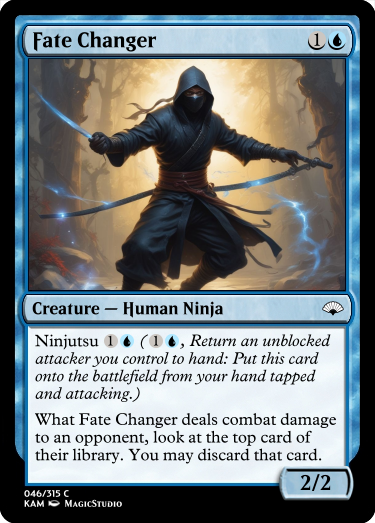 Fate Changer 1
Creature — Human Ninja
Ninjutsu 1 (1, Return an unblocked
attacker you control to hand: Put this card
onto the battlefield from your hand tapped
and attacking.)
What Fate Changer deals combat damage
to an opponent, look at the top card of
their library. You may discard that card.
2/2
046/315 C
KAM MagicStudio